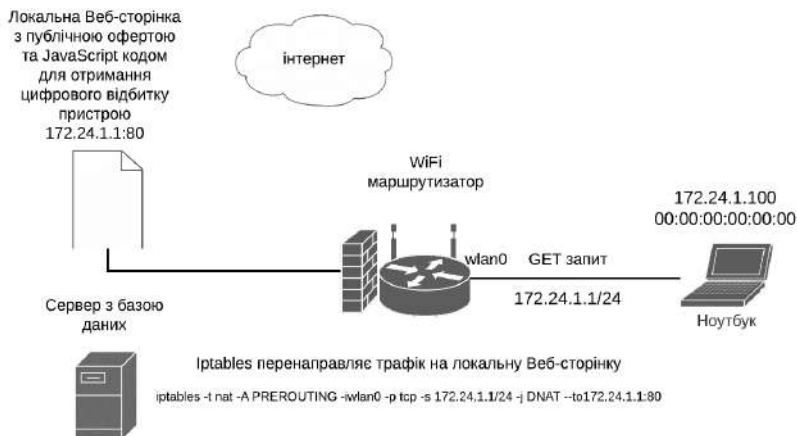 Локальна Веб-сторінка
з публічною офертою
та JavaScript кодом
для отримання
цифрового відбитку
пристрою
172.24.1.1:80
інтернет
WiFi
маршрутизатор
172.24.1.100
00:00:00:00:00:00
wlan0
GET запит
172.24.1.1/24
Ноутбук
Сервер з базою
даних
Iptables перенаправляє трафік на локальну Веб-сторінку
iptables -t nat -A PREROUTING -iwlan0 -p tcp -s 172.24.1.1/24 -j DNAT --to172.24.1.1:80